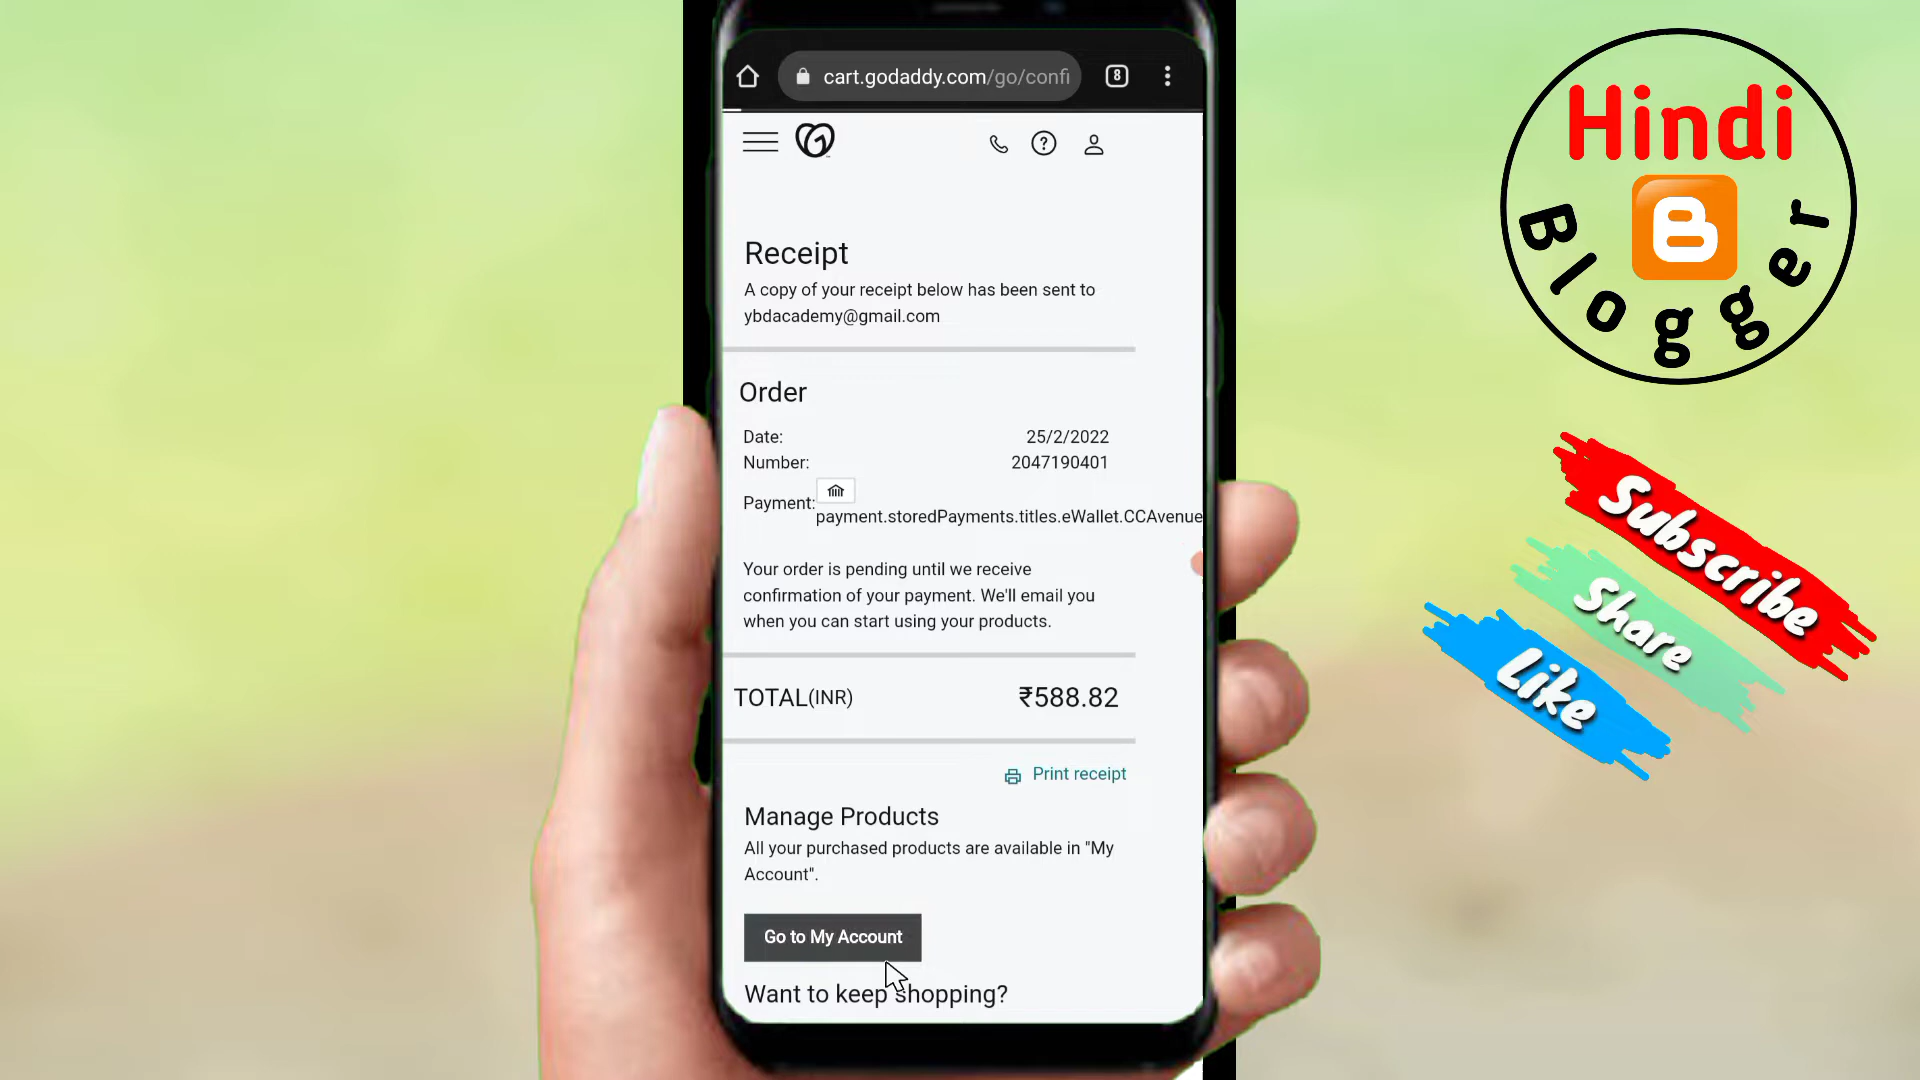 cart.godaddy.com/go/confi
8
Receipt
A copy of your receipt below has been sent to
ybdacademy@gmail.com
Order
Date: 25/2/2022
Number: 2047190401
Payment:
payment.storedPayments.titles.eWallet.CCAvenue
Your order is pending until we receive
confirmation of your payment. We'll email you
when you can start using your products.
TOTAL(INR) ₹588.82
Print receipt
Manage Products
All your purchased products are available in "My
Account".
Go to My Account
Want to keep shopping?
Hindi
B
Blogger
Subscribe
Share
Like